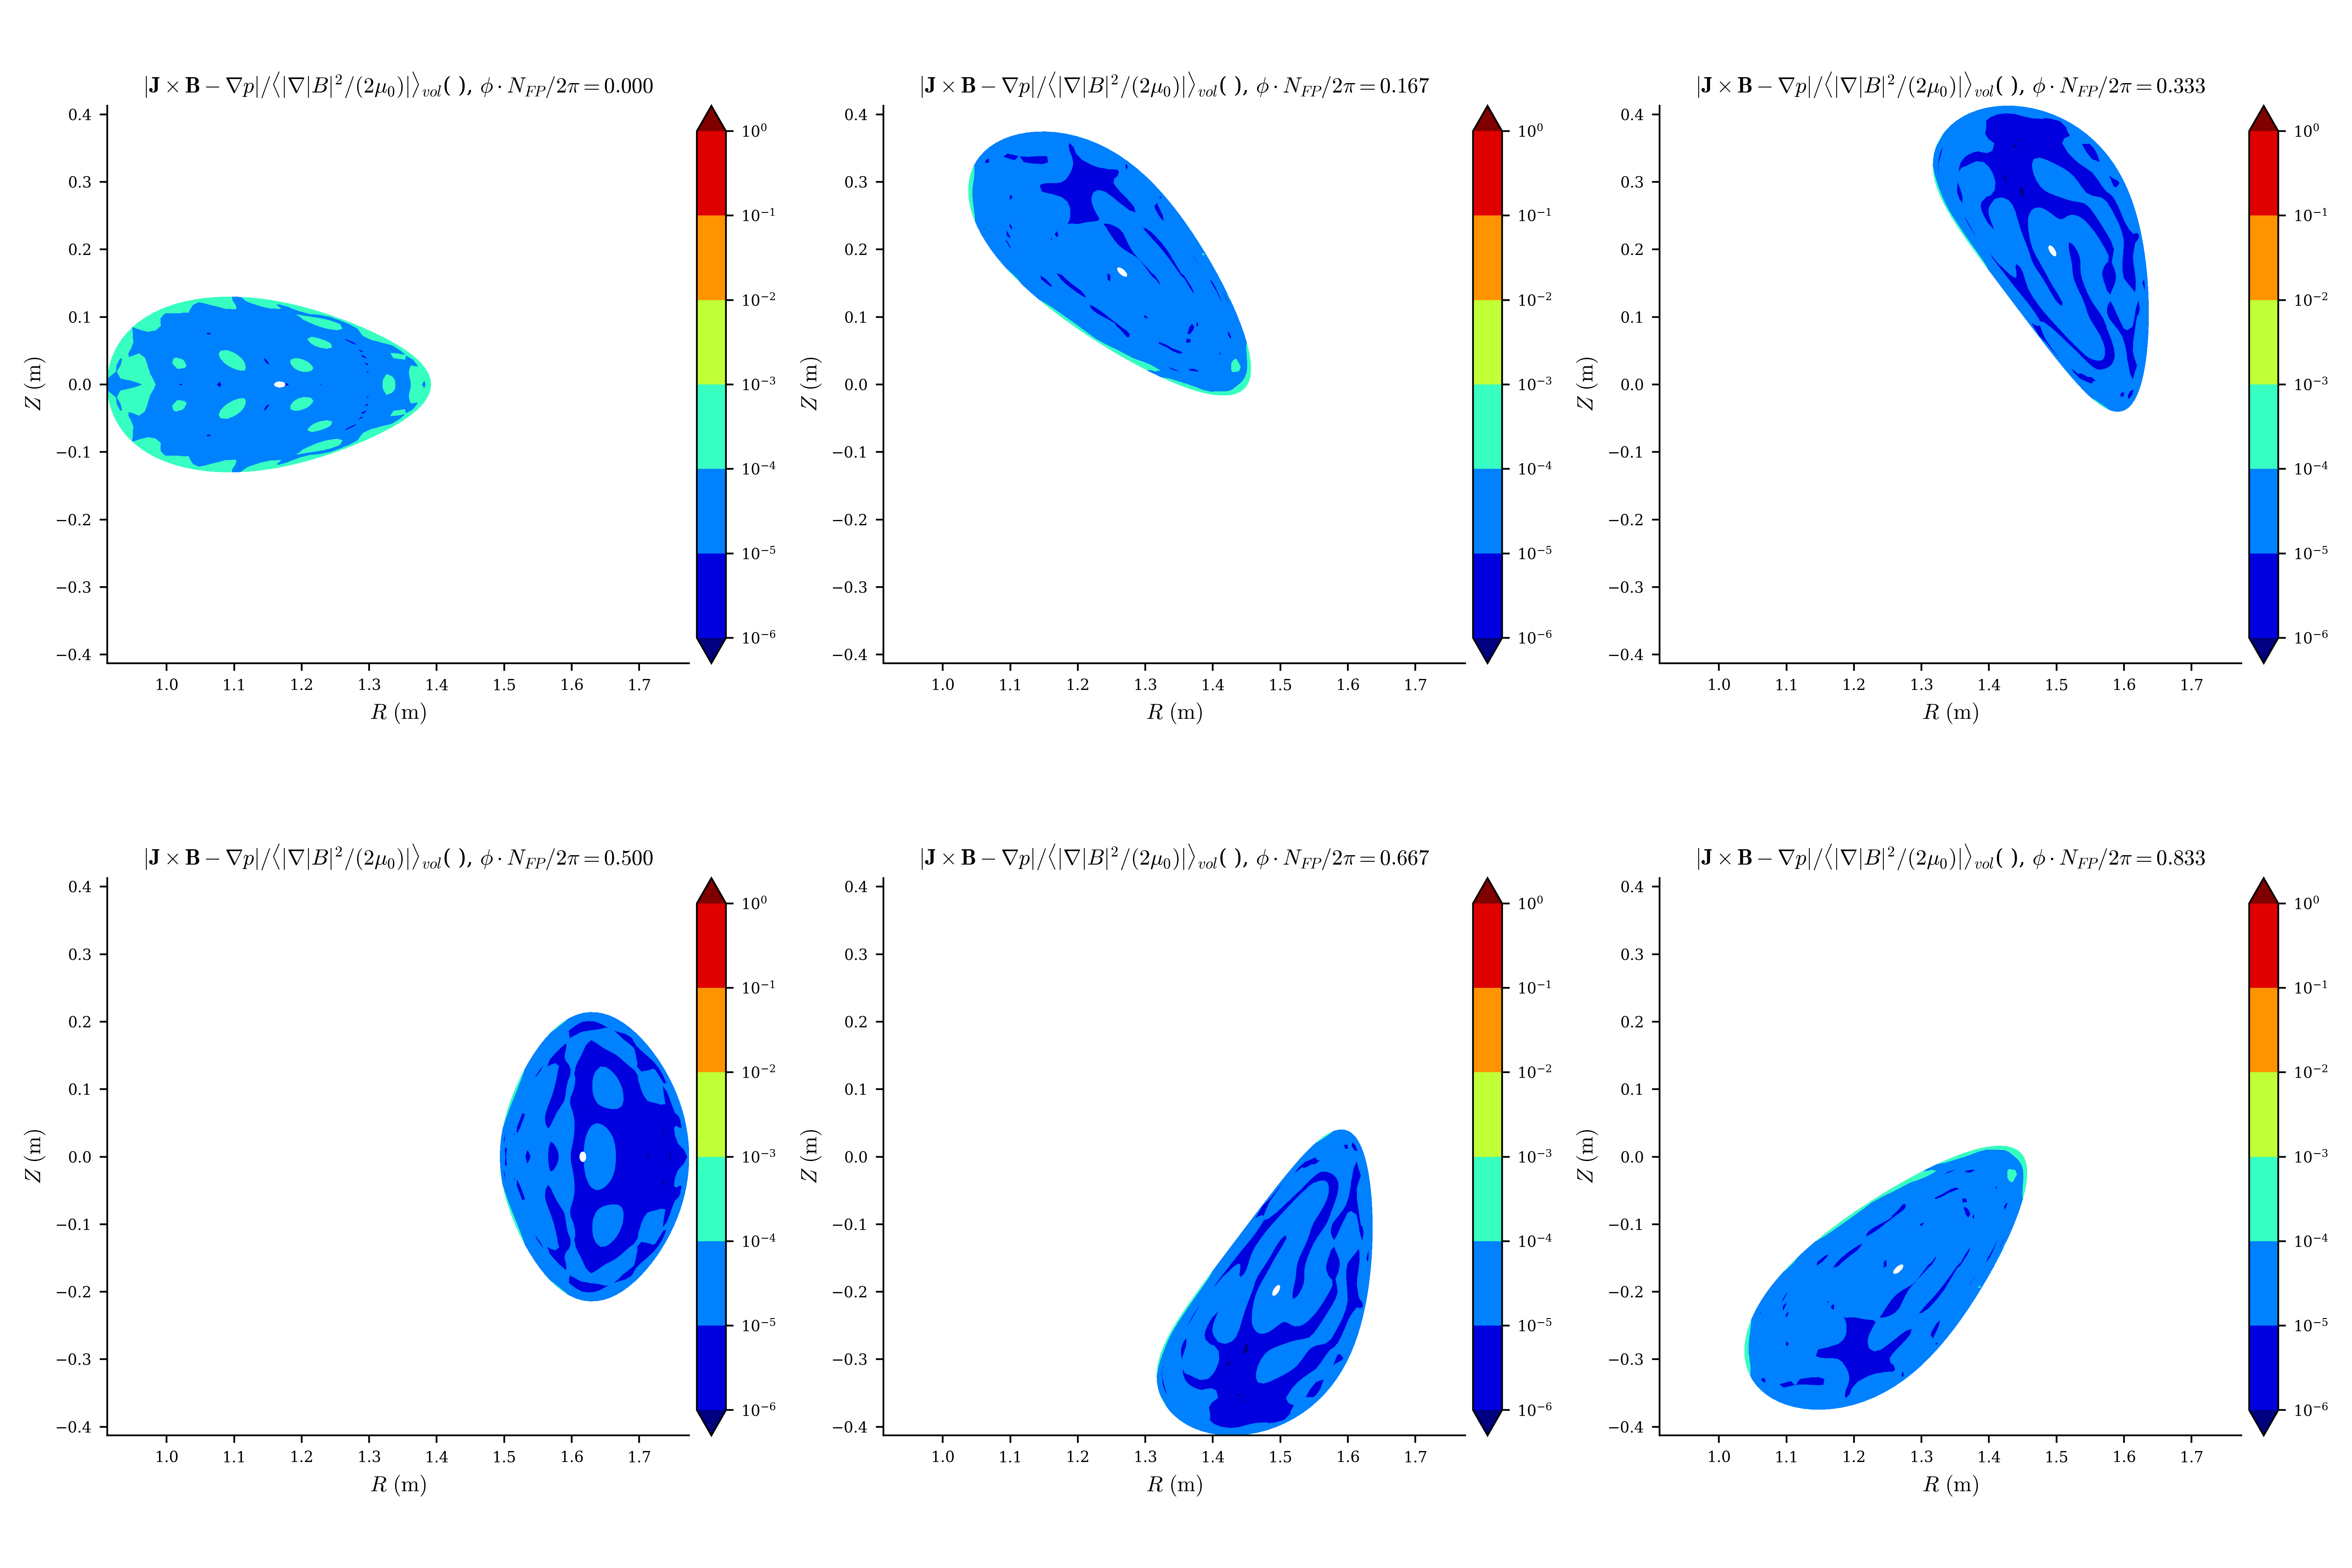 |J × B − ∇p|/⟨|∇|B|²/(2μ₀)|⟩vol( ), ϕ · N_FP/2π = 0.000
|J × B − ∇p|/⟨|∇|B|²/(2μ₀)|⟩vol( ), ϕ · N_FP/2π = 0.167
|J × B − ∇p|/⟨|∇|B|²/(2μ₀)|⟩vol( ), ϕ · N_FP/2π = 0.333
0.4 0.3 0.2 0.1 0.0 −0.1 −0.2 −0.3 −0.4
Z (m)
10⁰ 10⁻¹ 10⁻² 10⁻³ 10⁻⁴ 10⁻⁵ 10⁻⁶
0.4 0.3 0.2 0.1 0.0 −0.1 −0.2 −0.3 −0.4
Z (m)
10⁰ 10⁻¹ 10⁻² 10⁻³ 10⁻⁴ 10⁻⁵ 10⁻⁶
0.4 0.3 0.2 0.1 0.0 −0.1 −0.2 −0.3 −0.4
Z (m)
10⁰ 10⁻¹ 10⁻² 10⁻³ 10⁻⁴ 10⁻⁵ 10⁻⁶
1.0 1.1 1.2 1.3 1.4 1.5 1.6 1.7
R (m)
1.0 1.1 1.2 1.3 1.4 1.5 1.6 1.7
R (m)
1.0 1.1 1.2 1.3 1.4 1.5 1.6 1.7
R (m)
|J × B − ∇p|/⟨|∇|B|²/(2μ₀)|⟩vol( ), ϕ · N_FP/2π = 0.500
|J × B − ∇p|/⟨|∇|B|²/(2μ₀)|⟩vol( ), ϕ · N_FP/2π = 0.667
|J × B − ∇p|/⟨|∇|B|²/(2μ₀)|⟩vol( ), ϕ · N_FP/2π = 0.833
0.4 0.3 0.2 0.1 0.0 −0.1 −0.2 −0.3 −0.4
Z (m)
10⁰ 10⁻¹ 10⁻² 10⁻³ 10⁻⁴ 10⁻⁵ 10⁻⁶
0.4 0.3 0.2 0.1 0.0 −0.1 −0.2 −0.3 −0.4
Z (m)
10⁰ 10⁻¹ 10⁻² 10⁻³ 10⁻⁴ 10⁻⁵ 10⁻⁶
0.4 0.3 0.2 0.1 0.0 −0.1 −0.2 −0.3 −0.4
Z (m)
10⁰ 10⁻¹ 10⁻² 10⁻³ 10⁻⁴ 10⁻⁵ 10⁻⁶
1.0 1.1 1.2 1.3 1.4 1.5 1.6 1.7
R (m)
1.0 1.1 1.2 1.3 1.4 1.5 1.6 1.7
R (m)
1.0 1.1 1.2 1.3 1.4 1.5 1.6 1.7
R (m)